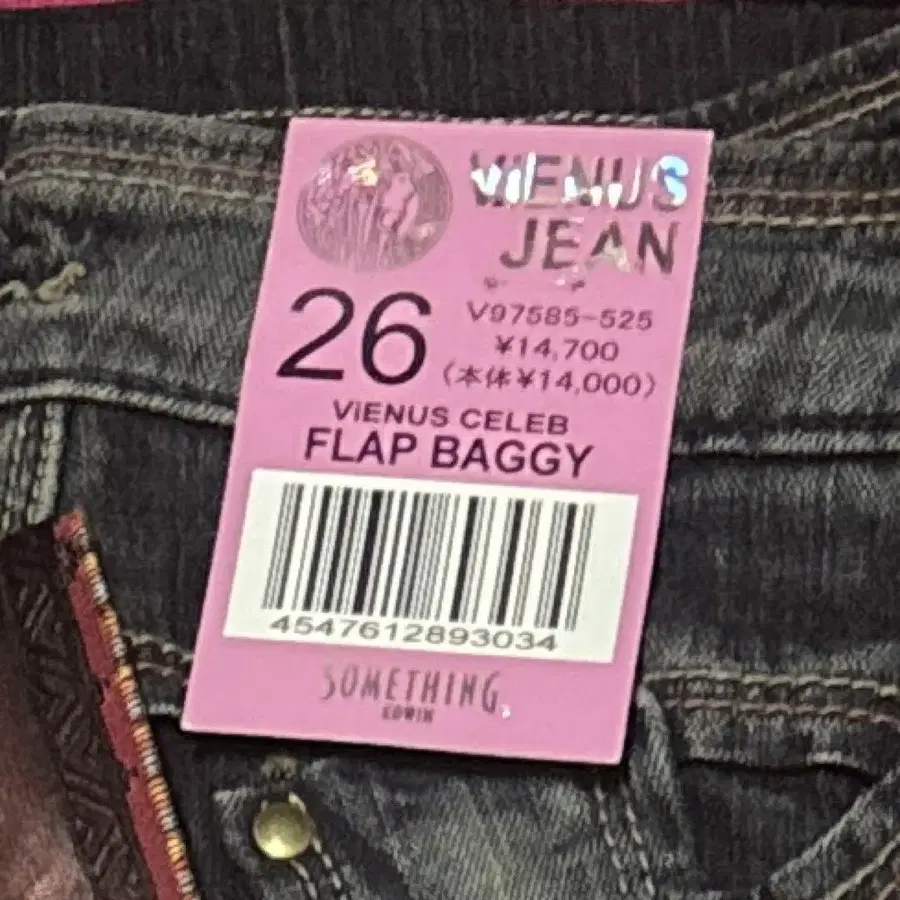 ViENUS
JEAN
26
V97585-525
¥14,700
(本体¥14,000)
ViENUS CELEB
FLAP BAGGY
4547612893034
SOMETHING.
EDWIN